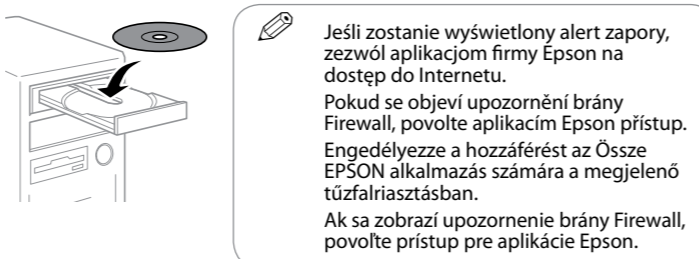 Jeśli zostanie wyświetlony alert zapory,
zezwól aplikacjom firmy Epson na
dostęp do Internetu.
Pokud se objeví upozornění brány
Firewall, povolte aplikacím Epson přístup.
Engedélyezze a hozzáférést az Össze
EPSON alkalmazás számára a megjelenő
tűzfalriasztásban.
Ak sa zobrazí upozornenie brány Firewall,
povoľte prístup pre aplikácie Epson.